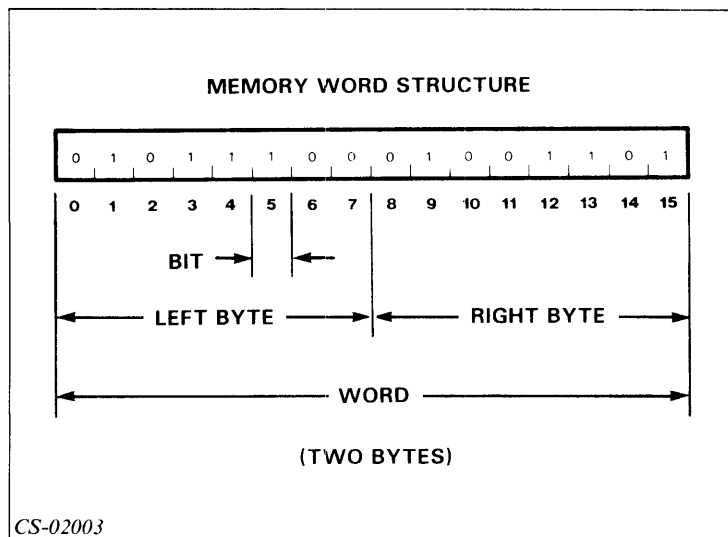 MEMORY WORD STRUCTURE
0 1 0 1 1 1 0 0 0 1 0 0 1 1 0 1
0 1 2 3 4 5 6 7 8 9 10 11 12 13 14 15
BIT
LEFT BYTE RIGHT BYTE
WORD
(TWO BYTES)
CS-02003